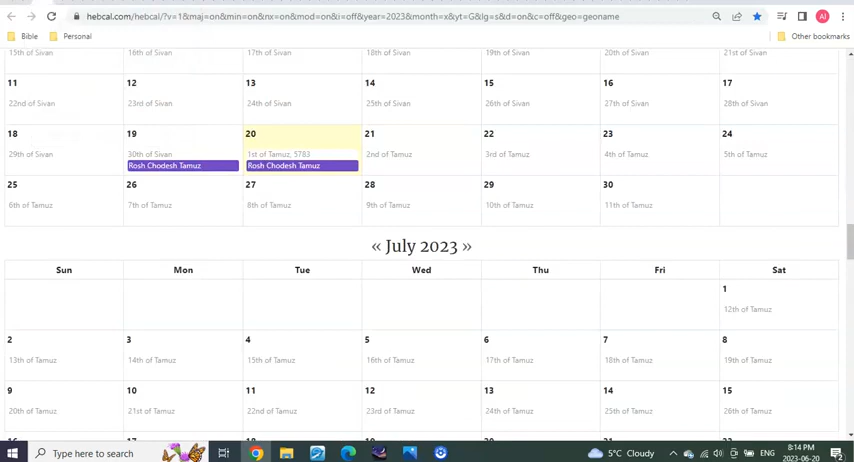 hebcal.com/hebcal/?v=1&maj=on&min=on&nx=on&mod=on&i=off&year=2023&month=x&yt=G&lg=s&d=on&c=off&geo=geoname
AI
Bible Personal Other bookmarks
15th of Sivan 16th of Sivan 17th of Sivan 18th of Sivan 19th of Sivan 20th of Sivan 21st of Sivan
11 12 13 14 15 16 17
22nd of Sivan 23rd of Sivan 24th of Sivan 25th of Sivan 26th of Sivan 27th of Sivan 28th of Sivan
18 19 20 21 22 23 24
29th of Sivan 30th of Sivan 1st of Tamuz, 5783 2nd of Tamuz 3rd of Tamuz 4th of Tamuz 5th of Tamuz
Rosh Chodesh Tamuz Rosh Chodesh Tamuz
25 26 27 28 29 30
6th of Tamuz 7th of Tamuz 8th of Tamuz 9th of Tamuz 10th of Tamuz 11th of Tamuz
« July 2023 »
Sun Mon Tue Wed Thu Fri Sat
1
12th of Tamuz
2 3 4 5 6 7 8
13th of Tamuz 14th of Tamuz 15th of Tamuz 16th of Tamuz 17th of Tamuz 18th of Tamuz 19th of Tamuz
9 10 11 12 13 14 15
20th of Tamuz 21st of Tamuz 22nd of Tamuz 23rd of Tamuz 24th of Tamuz 25th of Tamuz 26th of Tamuz
Type here to search 5°C Cloudy ENG 8:14 PM
2023-06-20 2